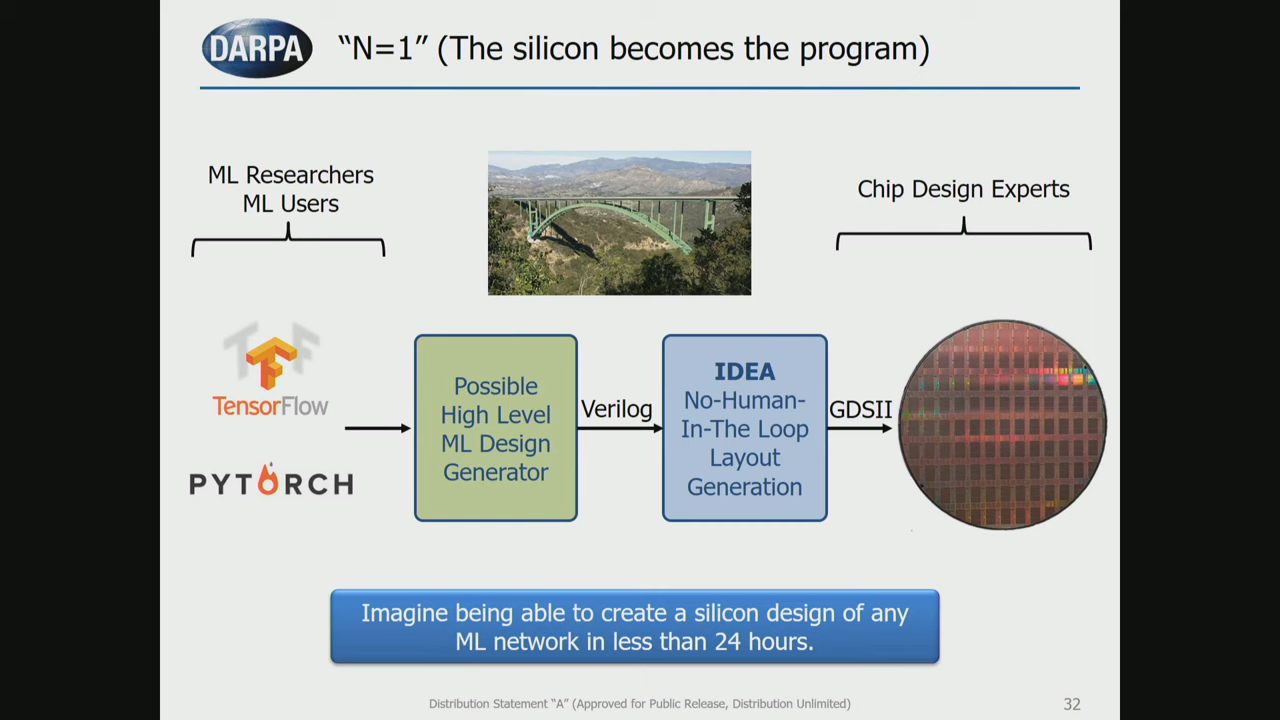 DARPA
“N=1” (The silicon becomes the program)
ML Researchers
ML Users
Chip Design Experts
TensorFlow
PYTORCH
Possible
High Level
ML Design
Generator
Verilog
IDEA
No-Human-
In-The Loop
Layout
Generation
GDSII
Imagine being able to create a silicon design of any
ML network in less than 24 hours.
Distribution Statement “A” (Approved for Public Release, Distribution Unlimited)
32